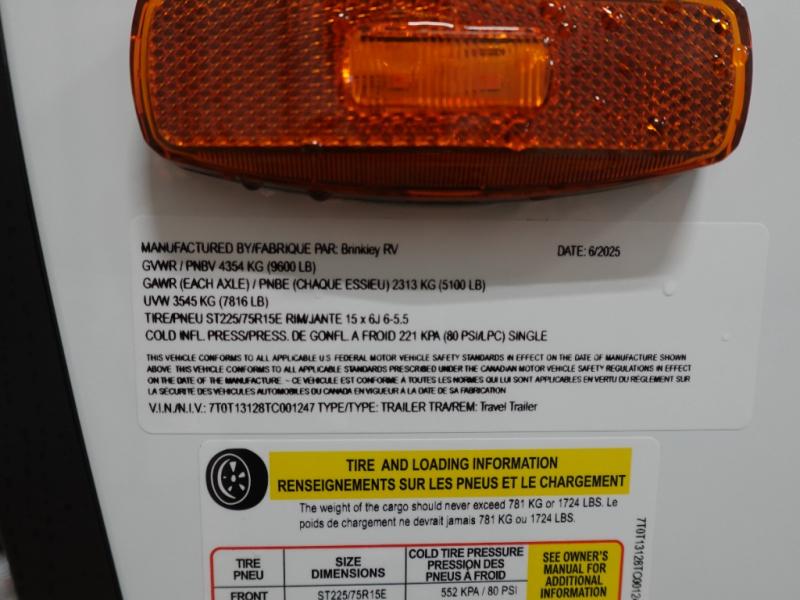 MANUFACTURED BY/FABRIQUE PAR: Brinkley RV DATE: 6/2025
GVWR / PNBV 4354 KG (9600 LB)
GAWR (EACH AXLE) / PNBE (CHAQUE ESSIEU) 2313 KG (5100 LB)
UVW 3545 KG (7816 LB)
TIRE/PNEU ST225/75R15E RIM/JANTE 15 x 6J 6-5.5
COLD INFL. PRESS/PRESS. DE GONFL. A FROID 221 KPA (80 PSI/LPC) SINGLE
THIS VEHICLE CONFORMS TO ALL APPLICABLE U.S FEDERAL MOTOR VEHICLE SAFETY STANDARDS IN EFFECT ON THE DATE OF MANUFACTURE SHOWN
ABOVE THIS VEHICLE CONFORMS TO ALL APPLICABLE STANDARDS PRESCRIBED UNDER THE CANADIAN MOTOR VEHICLE SAFETY REGULATIONS IN EFFECT
ON THE DATE OF THE MANUFACTURE. - CE VEHICULE EST CONFORME À TOUTES LES NORMES QUI LUI SONT APPLICABLES EN VERTU DU REGLEMENT SUR
LA SÉCURITÉ DES VÉHICULES AUTOMOBILES DU CANADA EN VIGUEUR À LA DATE DE SA FABRICATION
V.I.N./N.I.V.: 7T0T13128TC001247 TYPE/TYPE: TRAILER TRA/REM: Travel Trailer
TIRE AND LOADING INFORMATION
RENSEIGNEMENTS SUR LES PNEUS ET LE CHARGEMENT
The weight of the cargo should never exceed 781 KG or 1724 LBS. Le
poids de chargement ne devrait jamais 781 KG ou 1724 LBS.
TIRE
PNEU
SIZE
DIMENSIONS
COLD TIRE PRESSURE
PRESSION DES
PNEUS À FROID
SEE OWNER'S
MANUAL FOR
ADDITIONAL
INFORMATION
FRONT
ST225/75R15E
552 KPA / 80 PSI
7T0T13128TC00124